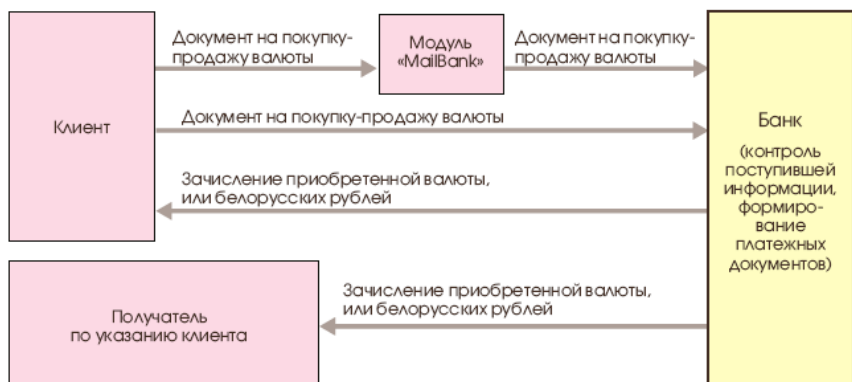 Документ на покупку-
продажу валюты
Модуль
«MailBank»
Документ на покупку-
продажу валюты
Клиент
Документ на покупку-продажу валюты
Зачисление приобретенной валюты,
или белорусских рублей
Банк
(контроль
поступившей
информации,
формиро-
вание
платежных
документов)
Зачисление приобретенной валюты,
или белорусских рублей
Получатель
по указанию клиента